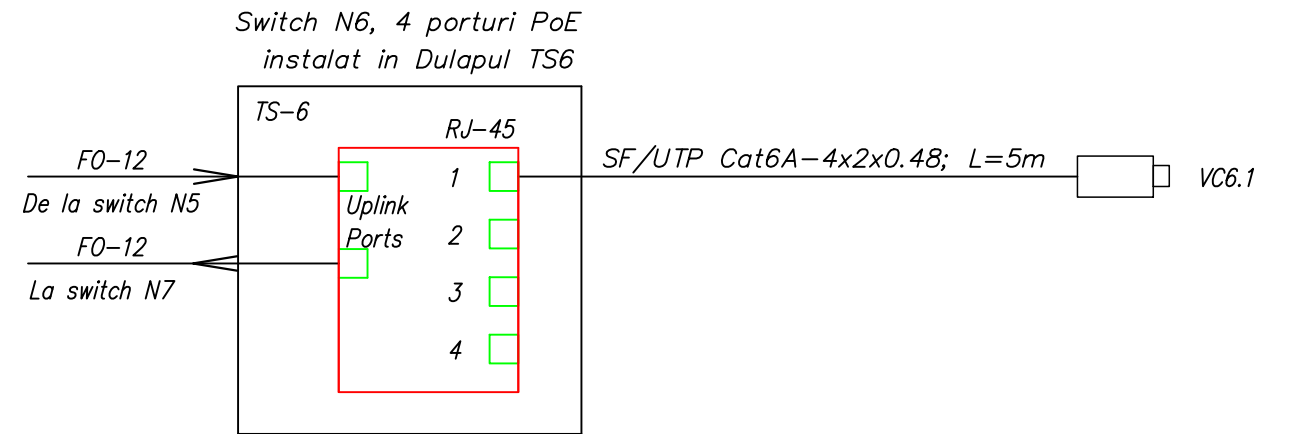 Switch N6, 4 porturi PoE
instalat in Dulapul TS6
TS-6
RJ-45
FO-12
De la switch N5
FO-12
La switch N7
Uplink
Ports
1
2
3
4
SF/UTP Cat6A-4x2x0.48; L=5m
VC6.1